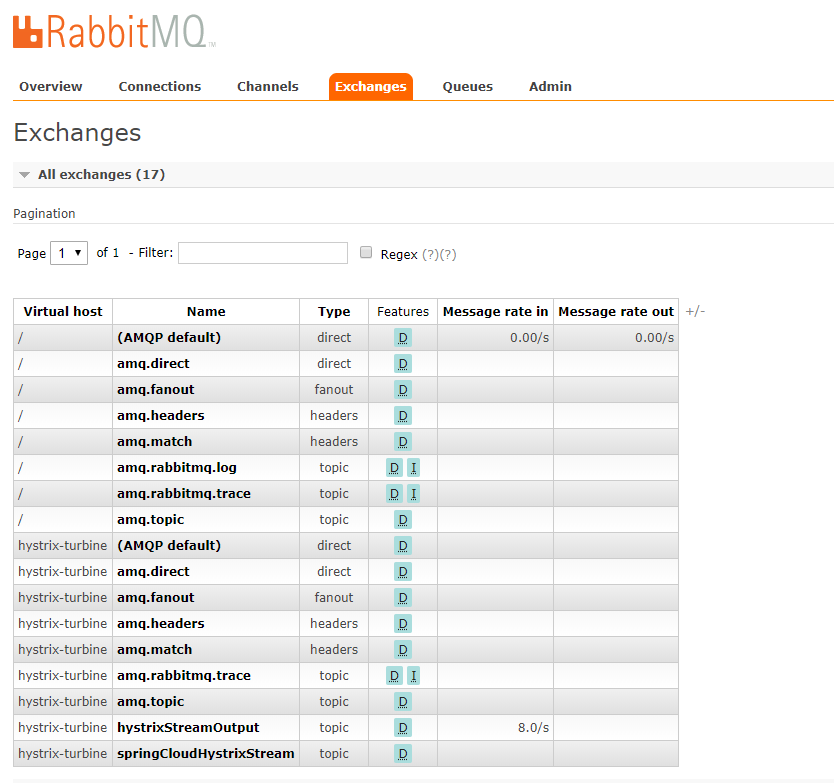 RabbitMQ™
Overview Connections Channels Exchanges Queues Admin
Exchanges
All exchanges (17)
Pagination
Page 1 of 1 - Filter: Regex (?)(?)
Virtual host Name Type Features Message rate in Message rate out +/-
/ (AMQP default) direct D 0.00/s 0.00/s
/ amq.direct direct D
/ amq.fanout fanout D
/ amq.headers headers D
/ amq.match headers D
/ amq.rabbitmq.log topic D I
/ amq.rabbitmq.trace topic D I
/ amq.topic topic D
hystrix-turbine (AMQP default) direct D
hystrix-turbine amq.direct direct D
hystrix-turbine amq.fanout fanout D
hystrix-turbine amq.headers headers D
hystrix-turbine amq.match headers D
hystrix-turbine amq.rabbitmq.trace topic D I
hystrix-turbine amq.topic topic D
hystrix-turbine hystrixStreamOutput topic D 8.0/s
hystrix-turbine springCloudHystrixStream topic D